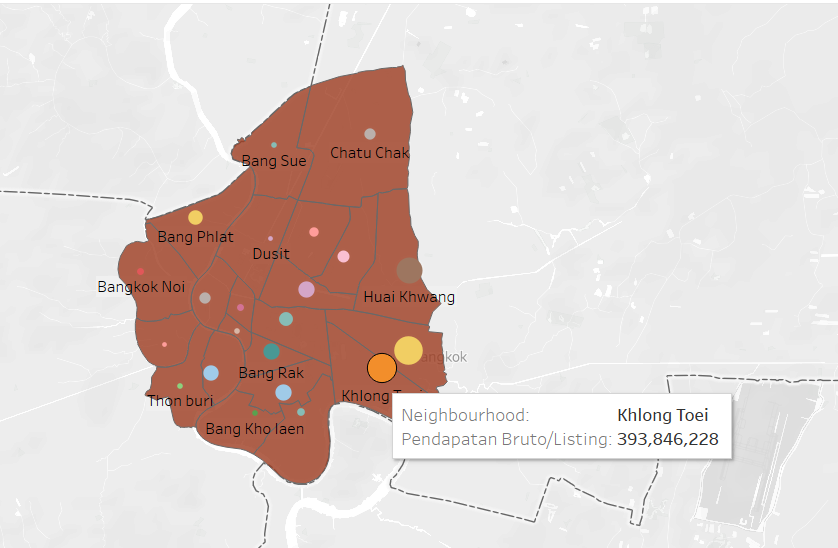 Bang Sue
Chatu Chak
Bang Phlat
Dusit
Bangkok Noi
Huai Khwang
Bang Rak
Khlong
Thon buri
Bang Kho laen
Neighbourhood: Khlong Toei
Pendapatan Bruto/Listing: 393,846,228